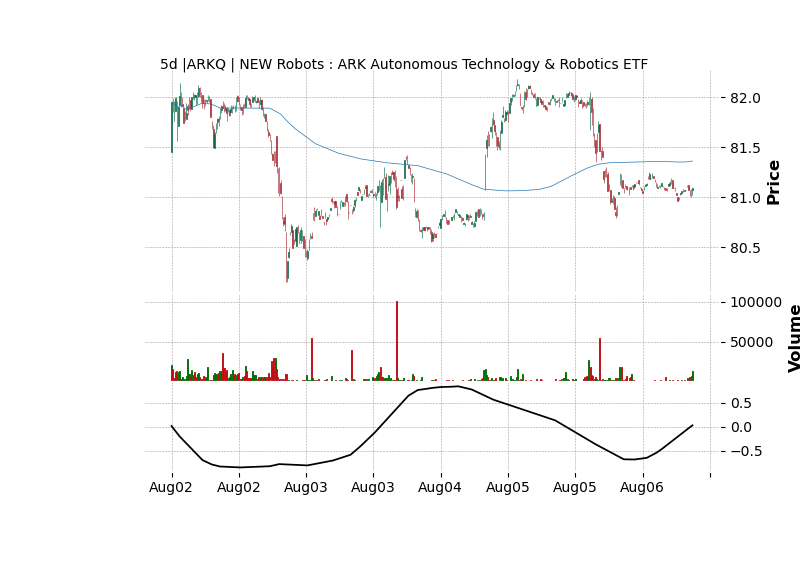 5d |ARKQ | NEW Robots : ARK Autonomous Technology & Robotics ETF
82.0
81.5
81.0
80.5
Price
100000
50000
Volume
0.5
0.0
−0.5
Aug02 Aug02 Aug03 Aug03 Aug04 Aug05 Aug05 Aug06